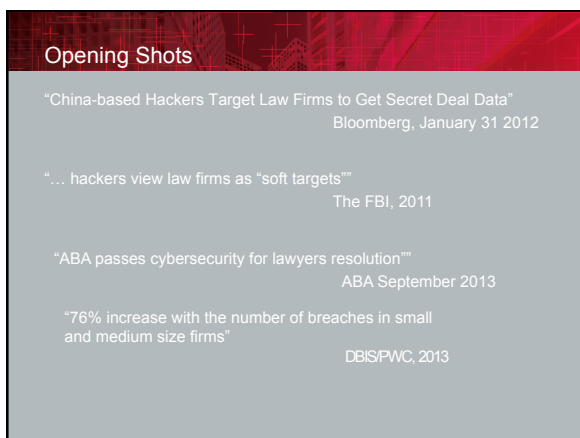 Opening Shots
“China-based Hackers Target Law Firms to Get Secret Deal Data”
Bloomberg, January 31 2012
“… hackers view law firms as “soft targets””
The FBI, 2011
“ABA passes cybersecurity for lawyers resolution””
ABA September 2013
“76% increase with the number of breaches in small
and medium size firms”
DBIS/PWC, 2013